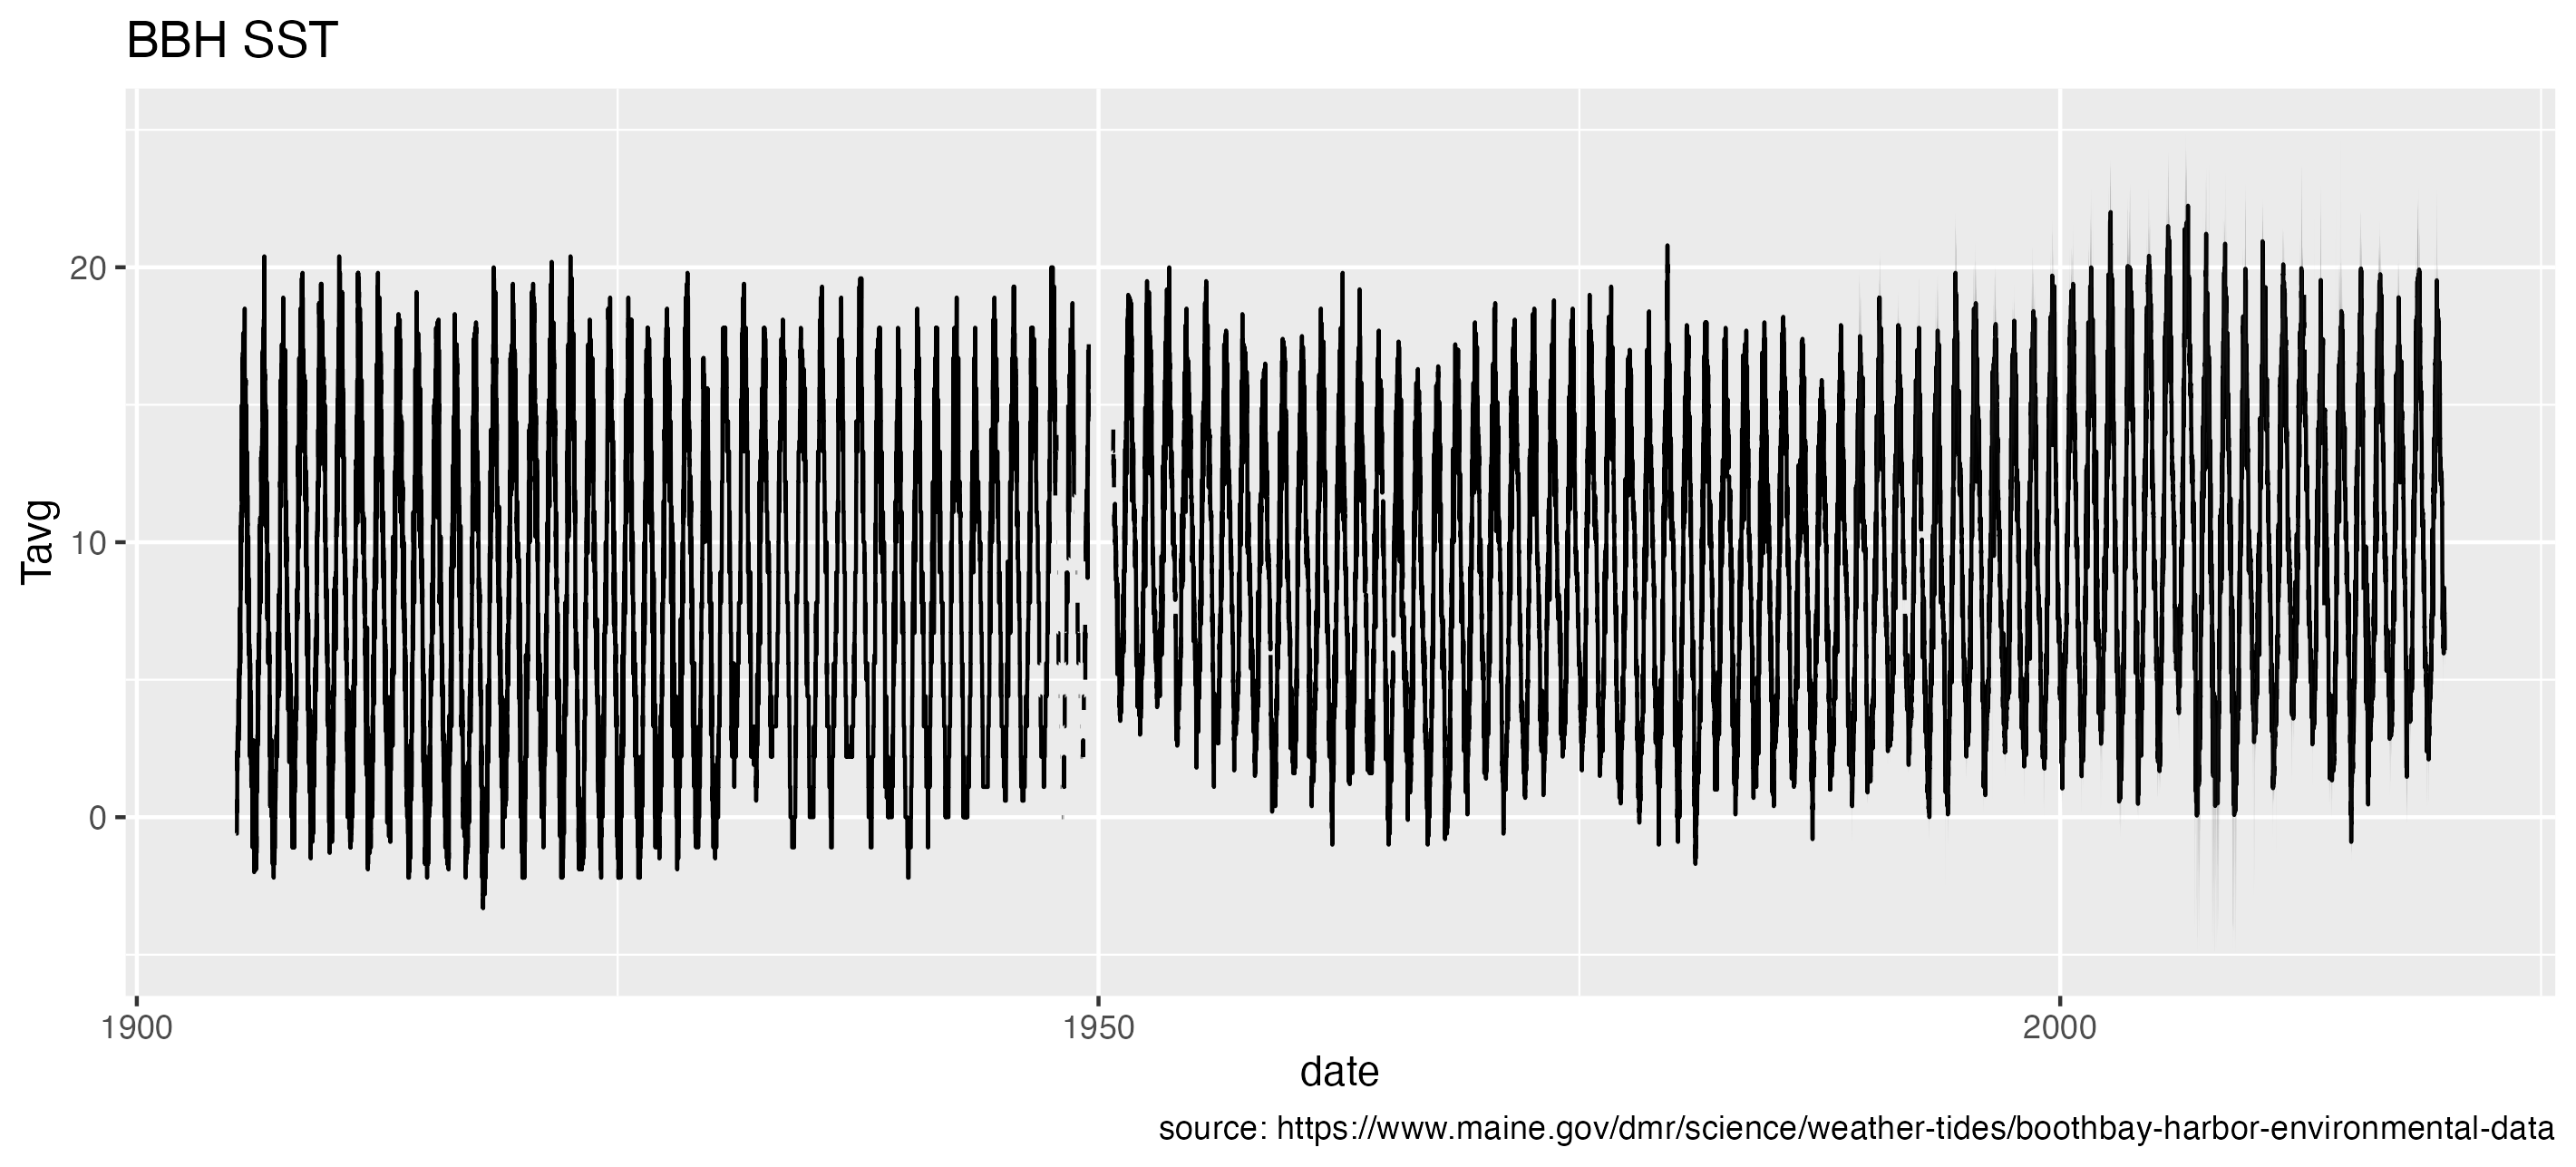 BBH SST
Tavg
20
10
0
1900
1950
2000
date
source: https://www.maine.gov/dmr/science/weather-tides/boothbay-harbor-environmental-data